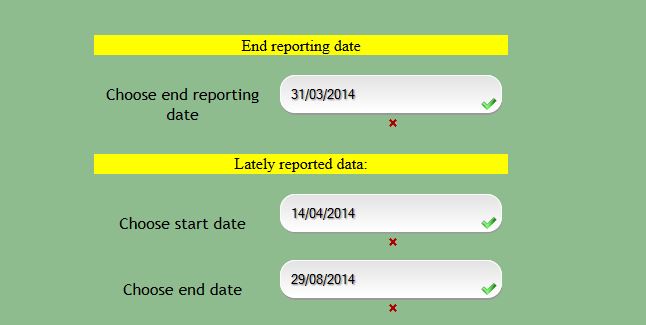 End reporting date
Choose end reporting
date
31/03/2014
Lately reported data:
Choose start date
14/04/2014
Choose end date
29/08/2014